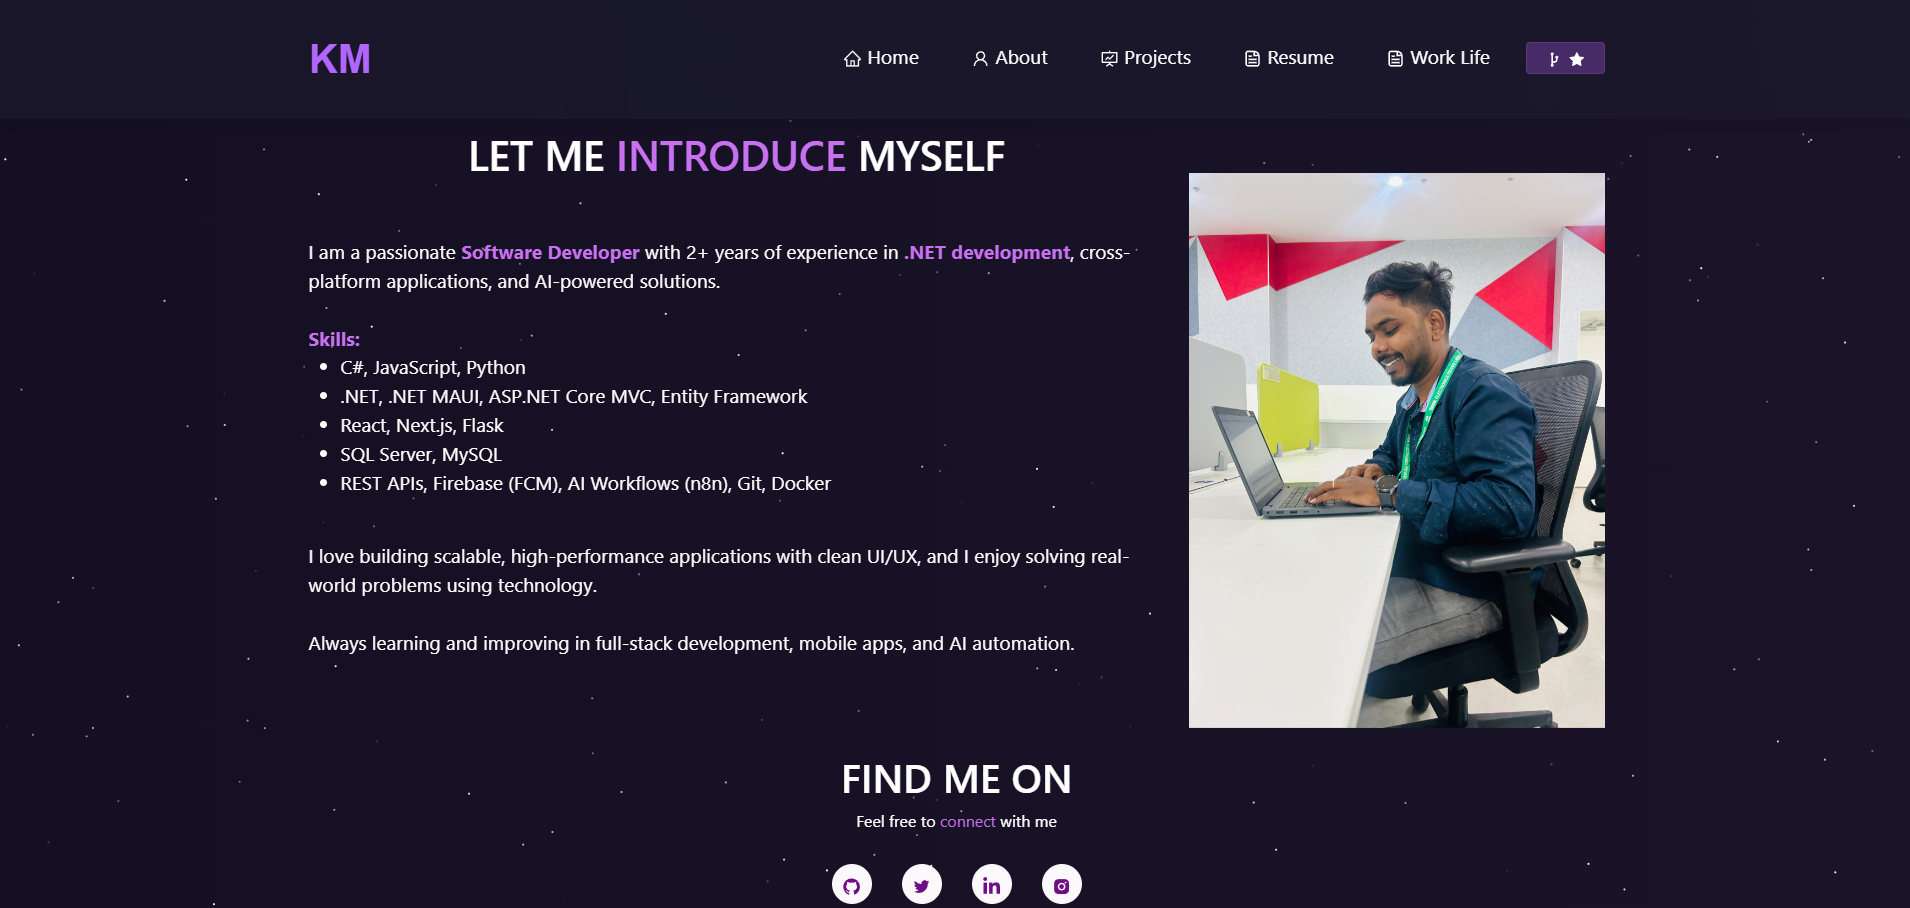 KM
Home
About
Projects
Resume
Work Life
LET ME INTRODUCE MYSELF
I am a passionate Software Developer with 2+ years of experience in .NET development, cross-
platform applications, and AI-powered solutions.
Skills:
C#, JavaScript, Python
.NET, .NET MAUI, ASP.NET Core MVC, Entity Framework
React, Next.js, Flask
SQL Server, MySQL
REST APIs, Firebase (FCM), AI Workflows (n8n), Git, Docker
I love building scalable, high-performance applications with clean UI/UX, and I enjoy solving real-
world problems using technology.
Always learning and improving in full-stack development, mobile apps, and AI automation.
FIND ME ON
Feel free to connect with me